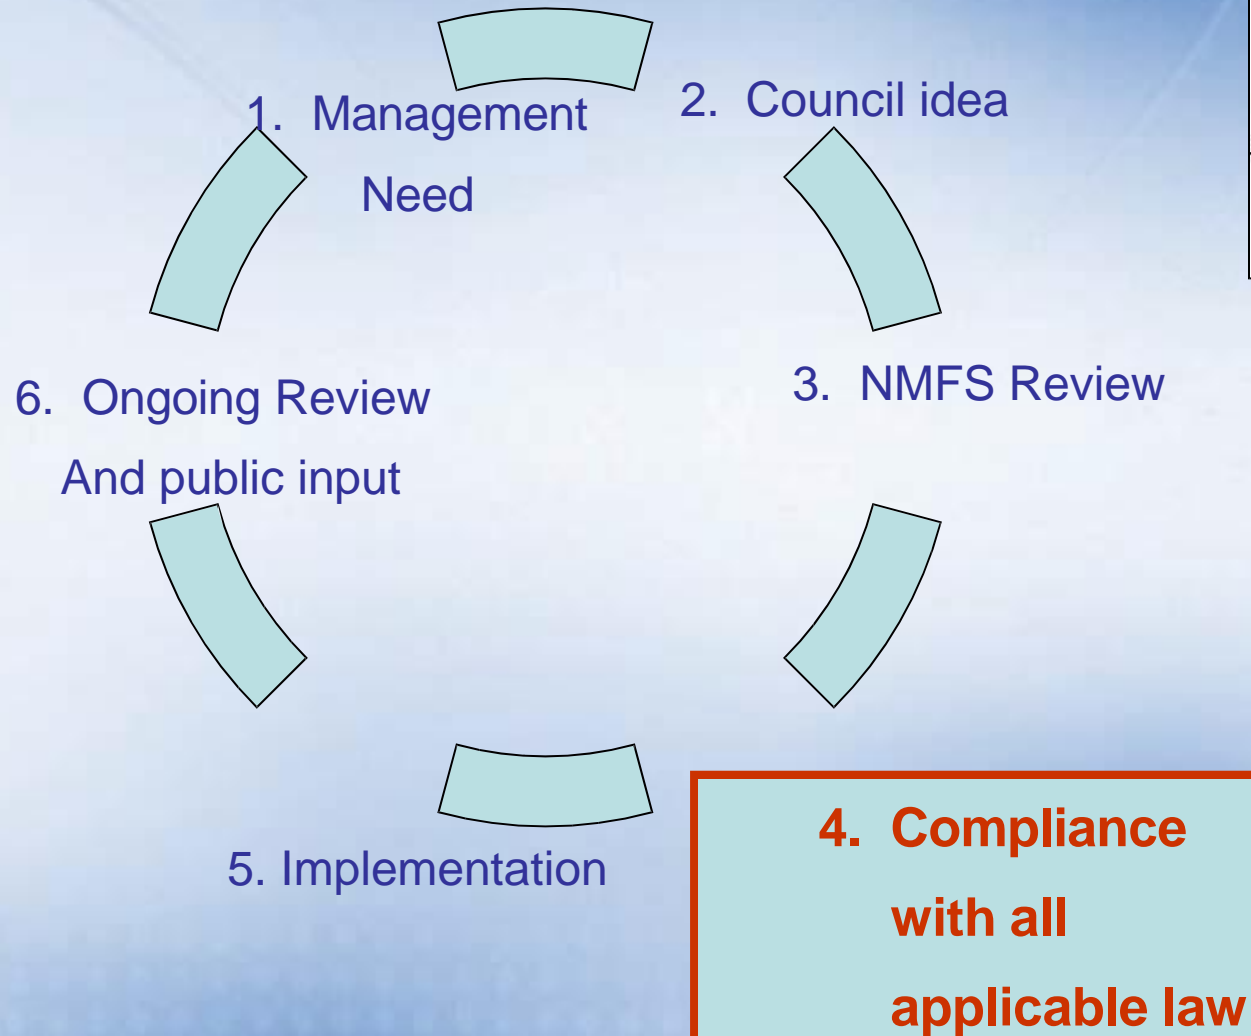 1. Management
Need
2. Council idea
3. NMFS Review
4. Compliance
with all
applicable law
5. Implementation
6. Ongoing Review
And public input